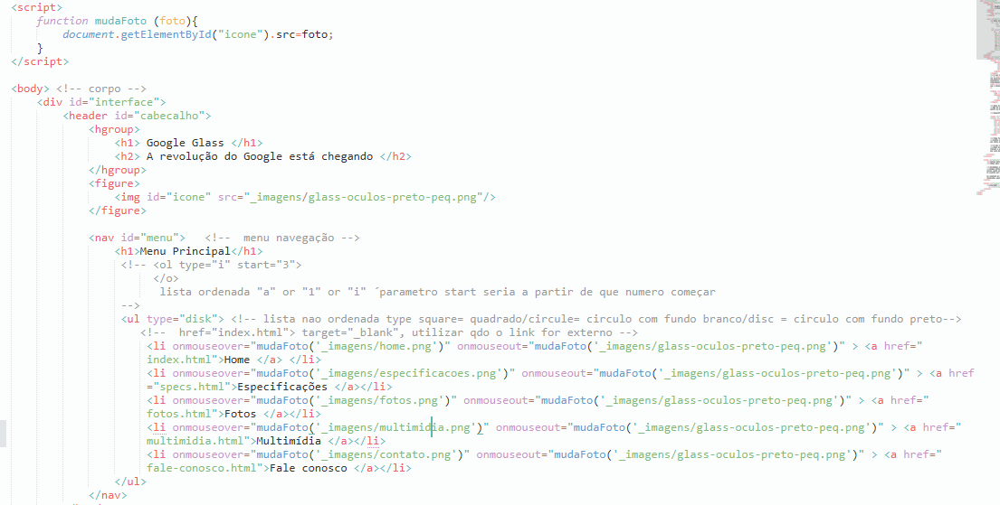 <script>
function mudaFoto (foto){
document.getElementById("icone").src=foto;
}
</script>
<body> <!-- corpo -->
<div id="interface">
<header id="cabecalho">
<hgroup>
<h1> Google Glass </h1>
<h2> A revolução do Google está chegando </h2>
</hgroup>
<figure>
<img id="icone" src="_imagens/glass-oculos-preto-peq.png"/>
</figure>
<nav id="menu"> <!-- menu navegação -->
<h1>Menu Principal</h1>
<!-- <ol type="i" start="3">
</o>
lista ordenada "a" or "1" or "i" ´parametro start seria a partir de que numero começar
-->
<ul type="disk"> <!-- lista nao ordenada type square= quadrado/circule= circulo com fundo branco/disc = circulo com fundo preto-->
<!-- href="index.html"> target="_blank", utilizar qdo o link for externo -->
<li onmouseover="mudaFoto('_imagens/home.png')" onmouseout="mudaFoto('_imagens/glass-oculos-preto-peq.png')" > <a href="
index.html">Home </a> </li>
<li onmouseover="mudaFoto('_imagens/especificacoes.png')" onmouseout="mudaFoto('_imagens/glass-oculos-preto-peq.png')" > <a href
="specs.html">Especificações </a></li>
<li onmouseover="mudaFoto('_imagens/fotos.png')" onmouseout="mudaFoto('_imagens/glass-oculos-preto-peq.png')" > <a href="
fotos.html">Fotos </a></li>
<li onmouseover="mudaFoto('_imagens/multimidia.png')" onmouseout="mudaFoto('_imagens/glass-oculos-preto-peq.png')" > <a href="
multimidia.html">Multimídia </a></li>
<li onmouseover="mudaFoto('_imagens/contato.png')" onmouseout="mudaFoto('_imagens/glass-oculos-preto-peq.png')" > <a href="
fale-conosco.html">Fale conosco </a></li>
</ul>
</nav>